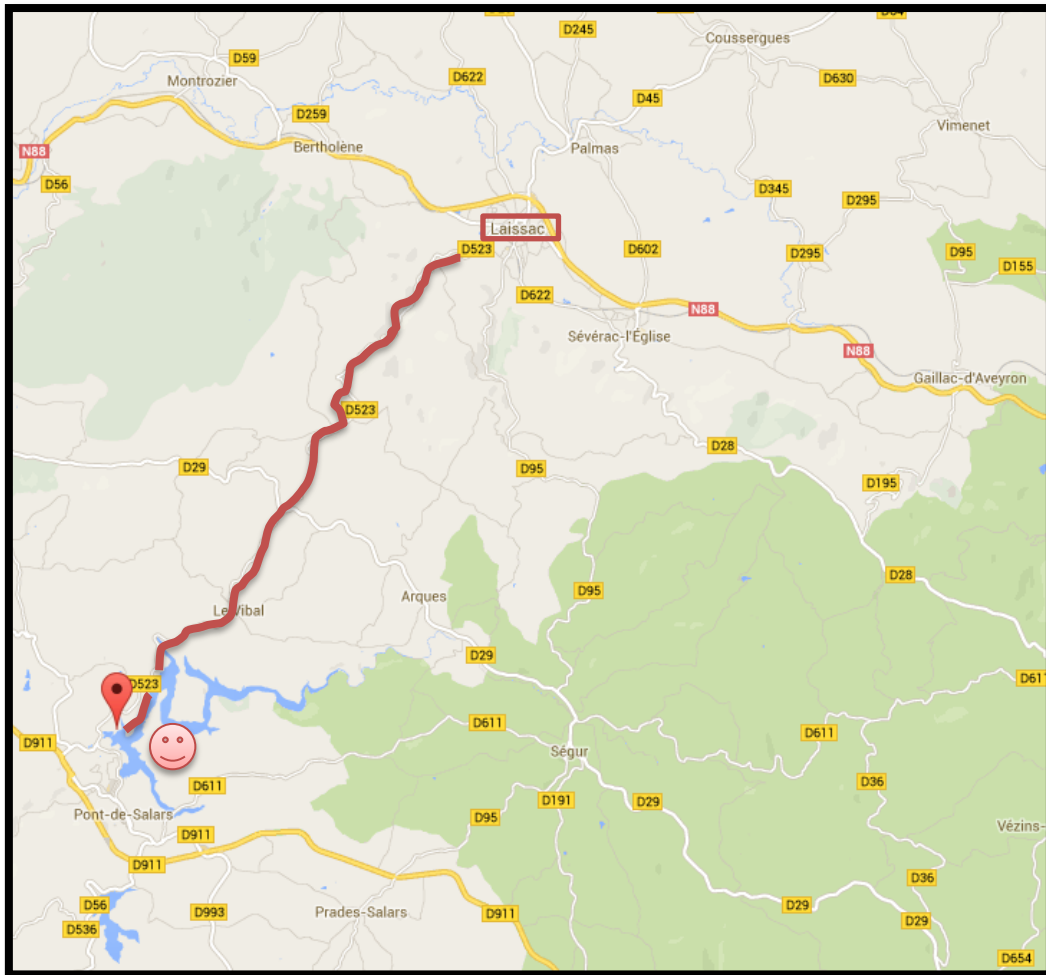 D245
Coussergues
D59
D622
Montrozier
D630
D45
D259
Vimenet
Bertholène
Palmas
N88
D56
D345
D295
Laissac
D523
D602
D295
D95
D155
D622
N88
Sévérac-l'Église
N88
Gaillac-d'Aveyron
D523
D28
D29
D95
D195
D28
D95
Arques
Le Vibal
D29
D523
D611
D611
D611
D911
Ségur
D36
D611
D191
D29
Pont-de-Salars
D95
Vézins-
D911
D911
D36
D56
D993
Prades-Salars
D911
D29
D29
D536
D654